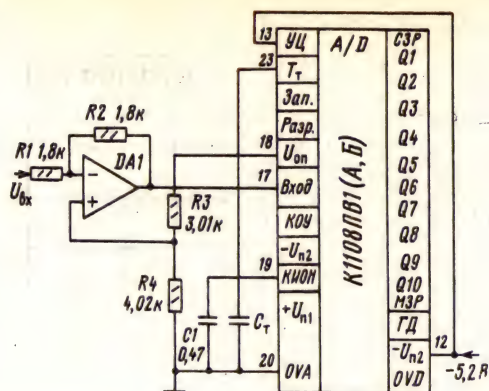 13
УЦ
A/D
СЗР
Q1
23
Tт
Q2
Зап.
Q3
R2 1,8к
Разр.
Q4
R1 1,8к
DA1
18
Uоп
Q5
17
Вход
Q6
Uвх
R3
3,01к
КОУ
Q7
-Uп2
Q8
19
КИОН
Q9
R4
4,02к
+Uп1
Q10
МЗР
C1
0,47
Cт
ГД
20
OVA
-Uп2
12
OVD
-5,2В
К1108ПВ1(А,Б)